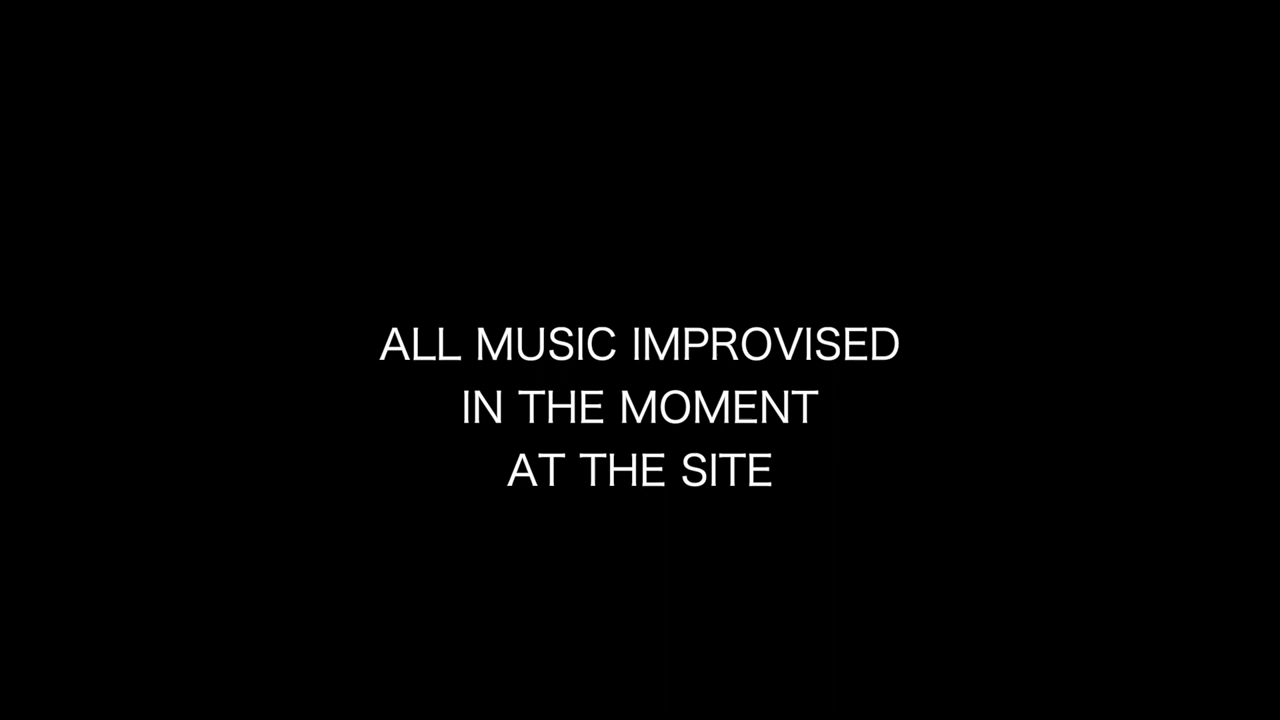 ALL MUSIC IMPROVISED
IN THE MOMENT
AT THE SITE